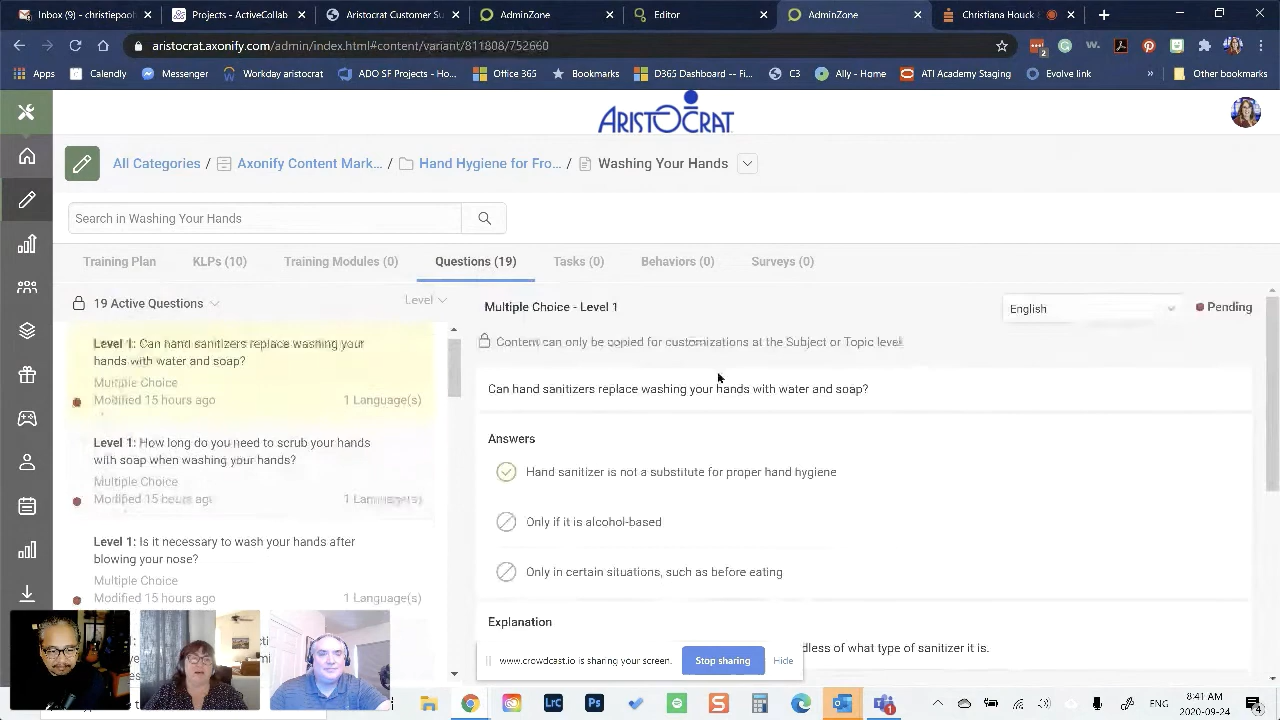 Inbox (9) - christina.
Projects - ActiveCollab
Aristocrat Customer Su
AdminZone
Editor
AdminZone
Christiana Houck &
aristocrat.axonify.com/admin/index.html#content/variant/811808/752660
Apps
Calendly
Messenger
Workday aristocrat
ADO SF Projects - Ho...
Office 365
Bookmarks
D365 Dashboard -- Fi...
C3
Ally - Home
ATI Academy Staging
Evolve link
»
Other bookmarks
ARISTOCRAT
All Categories / Axonify Content Mark... / Hand Hygiene for Fro... / Washing Your Hands
Search in Washing Your Hands
Training Plan
KLPs (10)
Training Modules (0)
Questions (19)
Tasks (0)
Behaviors (0)
Surveys (0)
19 Active Questions
Level
Level 1: Can hand sanitizers replace washing your
hands with water and soap?
Multiple Choice
Modified 15 hours ago
1 Language(s)
Level 1: How long do you need to scrub your hands
with soap when washing your hands?
Multiple Choice
Modified 15 hours ago
1 Language(s)
Level 1: Is it necessary to wash your hands after
blowing your nose?
Multiple Choice
Modified 15 hours ago
1 Language(s)
Multiple Choice - Level 1
English
Pending
Content can only be copied for customizations at the Subject or Topic level
Can hand sanitizers replace washing your hands with water and soap?
Answers
Hand sanitizer is not a substitute for proper hand hygiene
Only if it is alcohol-based
Only in certain situations, such as before eating
Explanation
dless of what type of sanitizer it is.
www.crowdcast.io is sharing your screen.
Stop sharing
Hide
8:41 AM
2020-09-24